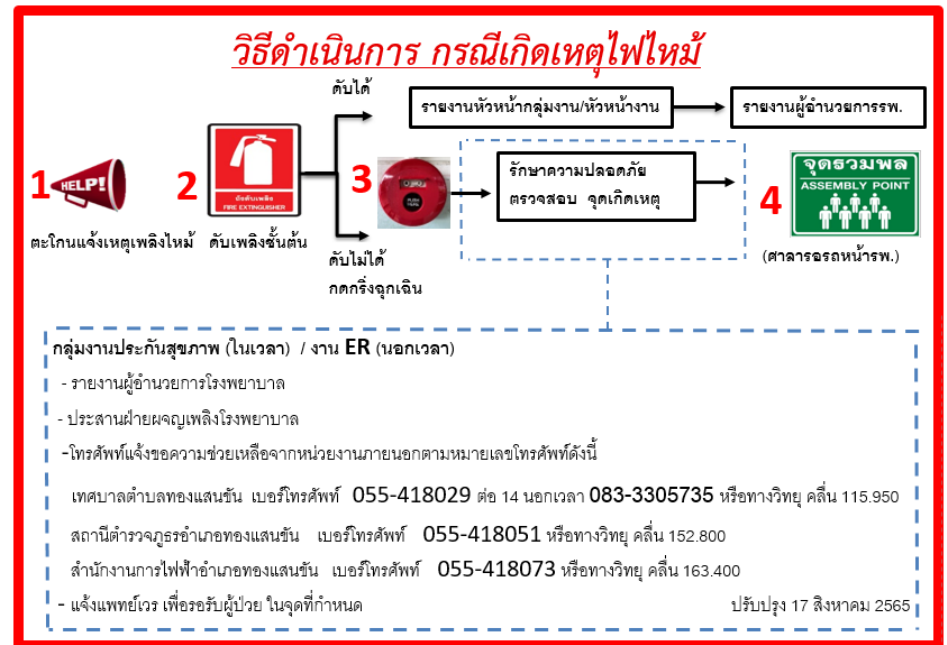 วิธีดำเนินการ กรณีเกิดเหตุไฟไหม้
ดับได้
รายงานหัวหน้ากลุ่มงาน/หัวหน้างาน
รายงานผู้อำนวยการรพ.
1
HELP!
ตะโกนแจ้งเหตุเพลิงไหม้
2
ถังดับเพลิง
FIRE EXTINGUISHER
ดับเพลิงชั้นต้น
3
ดับไม่ได้
กดกริ่งฉุกเฉิน
รักษาความปลอดภัย
ตรวจสอบ จุดเกิดเหตุ
4
จุดรวมพล
ASSEMBLY POINT
(ศาลารอรถหน้ารพ.)
กลุ่มงานประกันสุขภาพ (ในเวลา) / งาน ER (นอกเวลา)
- รายงานผู้อำนวยการโรงพยาบาล
- ประสานฝ่ายผจญเพลิงโรงพยาบาล
-โทรศัพท์แจ้งขอความช่วยเหลือจากหน่วยงานภายนอกตามหมายเลขโทรศัพท์ดังนี้
เทศบาลตำบลทองแสนขัน เบอร์โทรศัพท์ 055-418029 ต่อ 14 นอกเวลา 083-3305735 หรือทางวิทยุ คลื่น 115.950
สถานีตำรวจภูธรอำเภอทองแสนขัน เบอร์โทรศัพท์ 055-418051 หรือทางวิทยุ คลื่น 152.800
สำนักงานการไฟฟ้าอำเภอทองแสนขัน เบอร์โทรศัพท์ 055-418073 หรือทางวิทยุ คลื่น 163.400
- แจ้งแพทย์เวร เพื่อรอรับผู้ป่วย ในจุดที่กำหนด
ปรับปรุง 17 สิงหาคม 2565